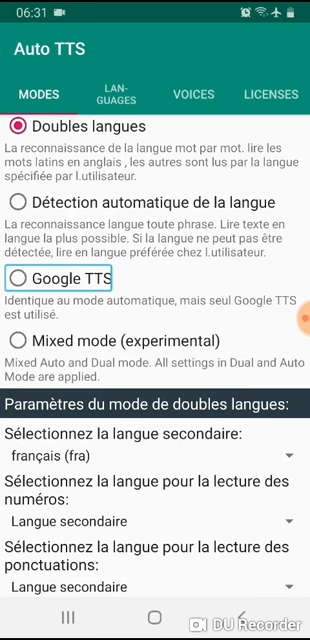 06:31
Auto TTS
MODES
LAN-
GUAGES
VOICES
LICENSES
Doubles langues
La reconnaissance de la langue mot par mot. lire les
mots latins en anglais , les autres sont lus par la langue
spécifiée par l.utilisateur.
Détection automatique de la langue
La reconnaissance langue toute phrase. Lire texte en
langue la plus possible. Si la langue ne peut pas être
détectée, lire en langue préférée chez l.utilisateur.
Google TTS
Identique au mode automatique, mais seul Google TTS
est utilisé.
Mixed mode (experimental)
Mixed Auto and Dual mode. All settings in Dual and Auto
Mode are applied.
Paramètres du mode de doubles langues:
Sélectionnez la langue secondaire:
français (fra)
Sélectionnez la langue pour la lecture des
numéros:
Langue secondaire
Sélectionnez la langue pour la lecture des
ponctuations:
Langue secondaire
DU Recorder